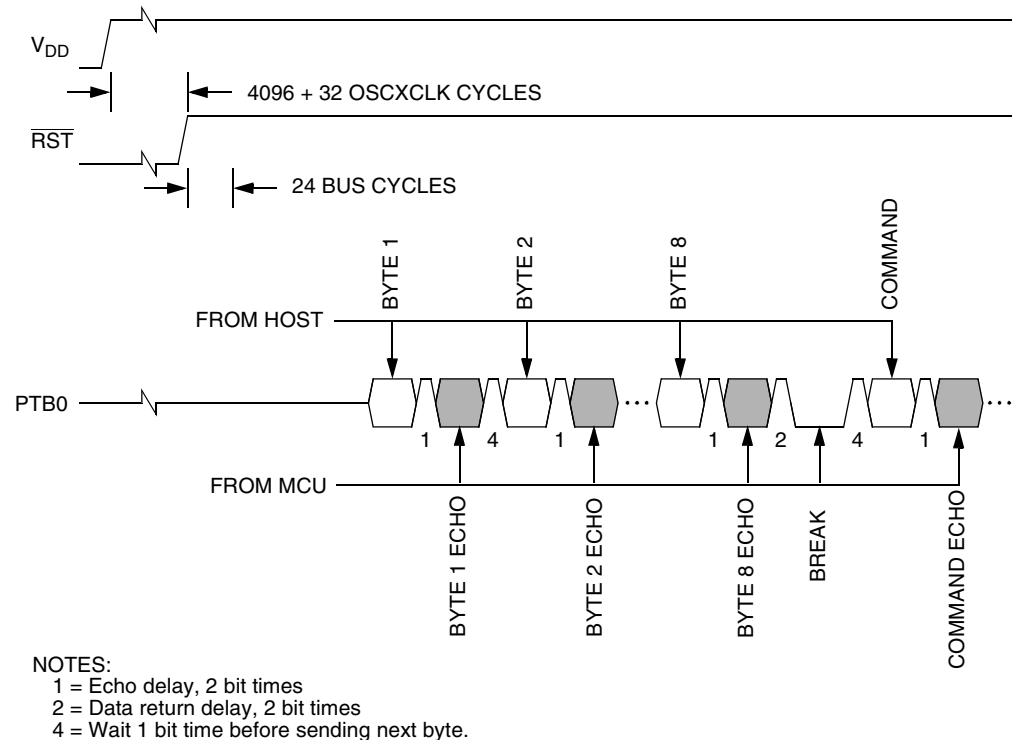 VDD
4096 + 32 OSCXCLK CYCLES
RST
24 BUS CYCLES
BYTE 1
BYTE 2
BYTE 8
COMMAND
FROM HOST
PTB0
1
4
1
1
2
4
1
FROM MCU
BYTE 1 ECHO
BYTE 2 ECHO
BYTE 8 ECHO
BREAK
COMMAND ECHO
NOTES:
1 = Echo delay, 2 bit times
2 = Data return delay, 2 bit times
4 = Wait 1 bit time before sending next byte.